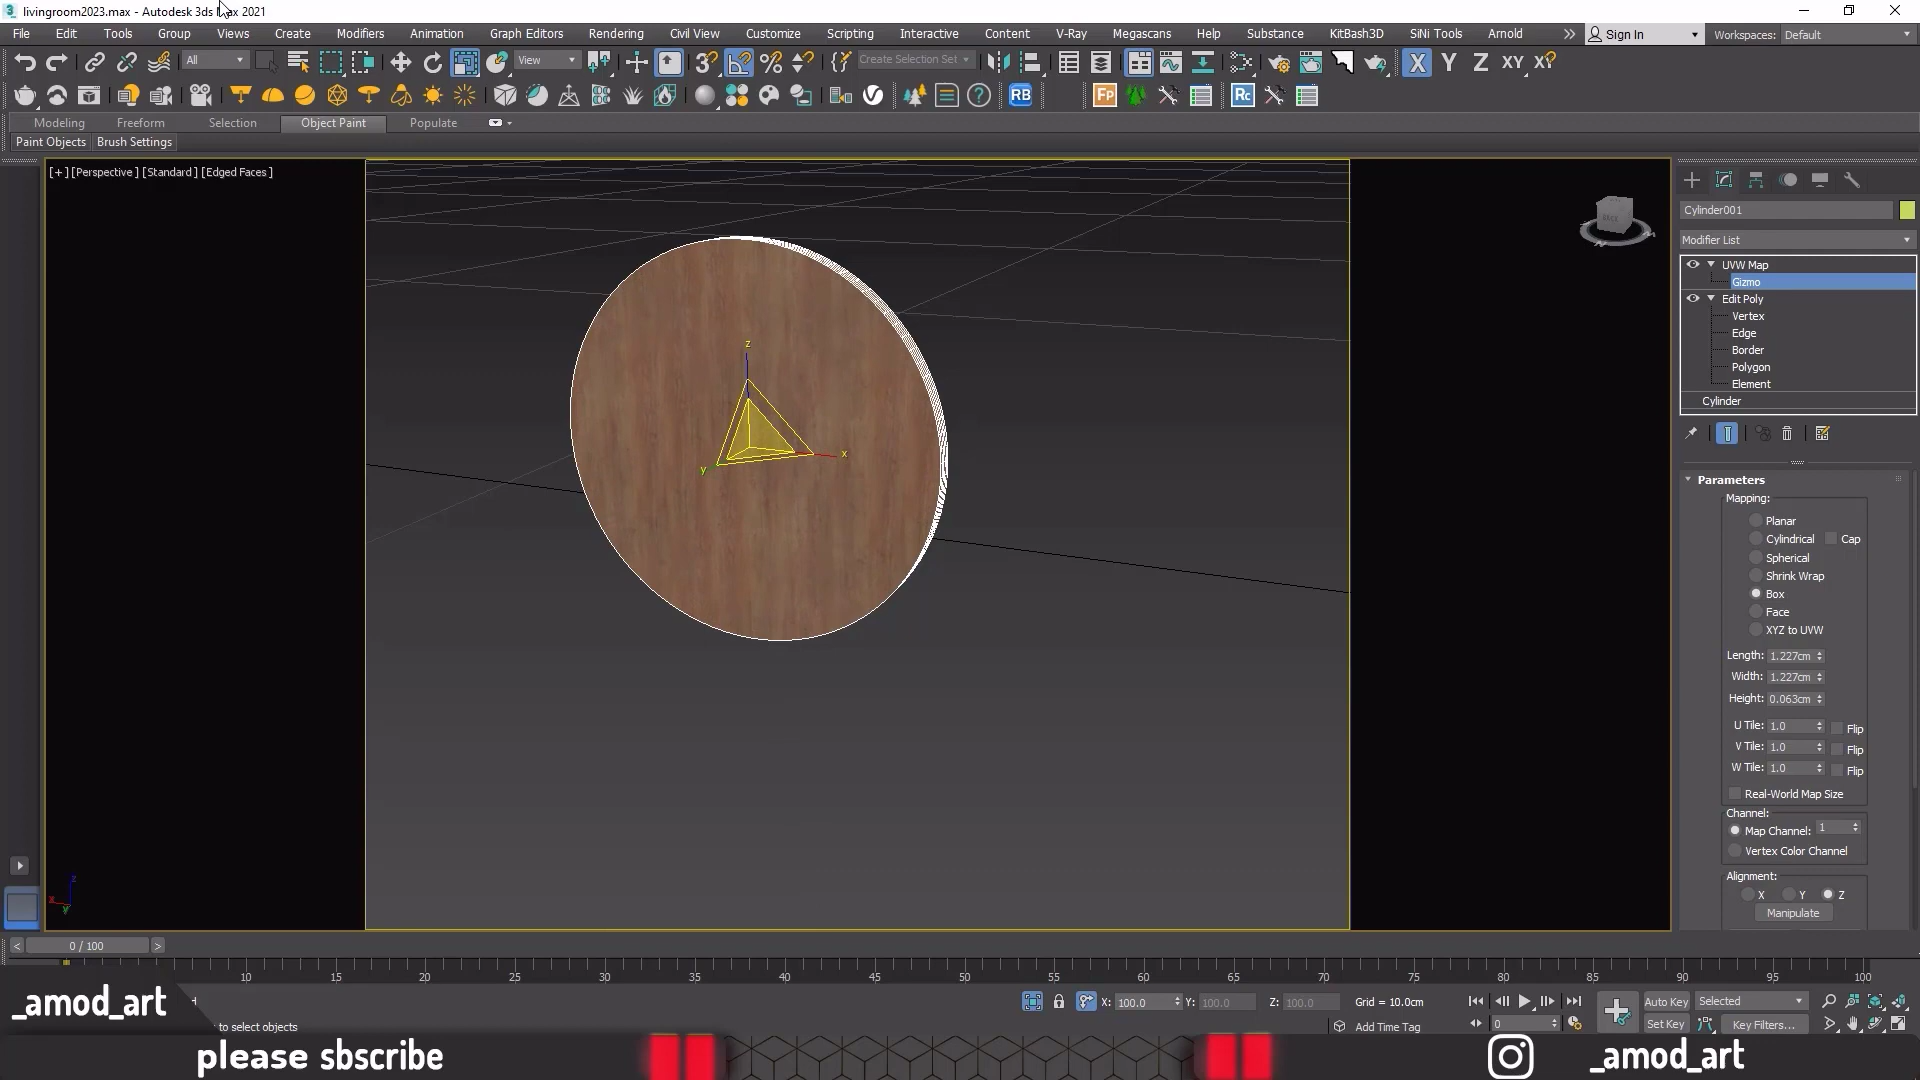 livingroom2023.max - Autodesk 3ds Max 2021
File Edit Tools Group Views Create Modifiers Animation Graph Editors Rendering Civil View Customize Scripting Interactive Content V-Ray Megascans Help Substance KitBash3D SiNi Tools Arnold Sign In Workspaces: Default
All View Create Selection Set X Y Z XY XY
RB Fp Rc
Modeling Freeform Selection Object Paint Populate
Paint Objects Brush Settings
[+] [Perspective ] [Standard ] [Edged Faces ]
Cylinder001
Modifier List
UVW Map
Gizmo
Edit Poly
Vertex
Edge
Border
Polygon
Element
Cylinder
z
x
y
Parameters
Mapping:
Planar
Cylindrical Cap
Spherical
Shrink Wrap
Box
Face
XYZ to UVW
Length: 1.227cm
Width: 1.227cm
Height: 0.063cm
U Tile: 1.0 Flip
V Tile: 1.0 Flip
W Tile: 1.0 Flip
Real-World Map Size
Channel:
Map Channel: 1
Vertex Color Channel
Alignment:
X Y Z
Manipulate
z
x
y
< 0 / 100 >
10 15 20 25 30 35 40 45 50 55 60 65 70 75 80 85 90 95 100
X: 100.0 Y: 100.0 Z: 100.0 Grid = 10.0cm Auto Key Selected
to select objects Add Time Tag 0 Set Key Key Filters...
_amod_art
please sbscribe
_amod_art